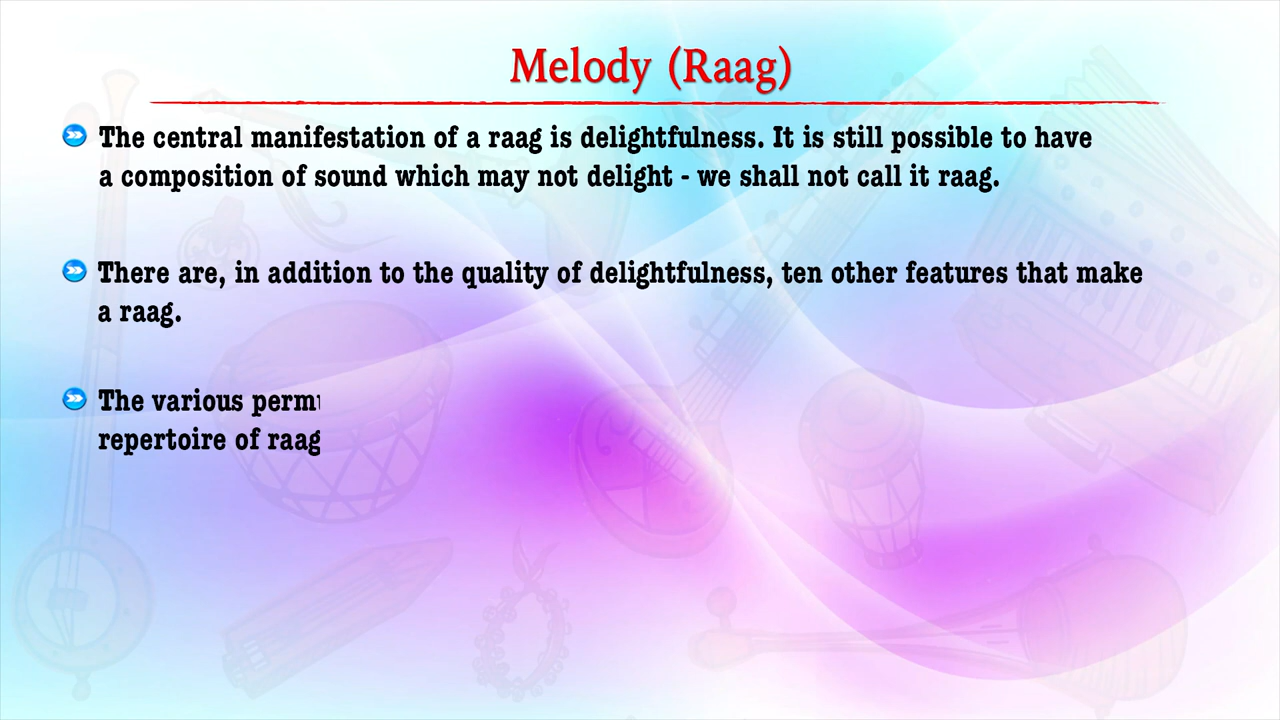 Melody (Raag)
The central manifestation of a raag is delightfulness. It is still possible to have
a composition of sound which may not delight - we shall not call it raag.
There are, in addition to the quality of delightfulness, ten other features that make
a raag.
The various
repertoire of raag